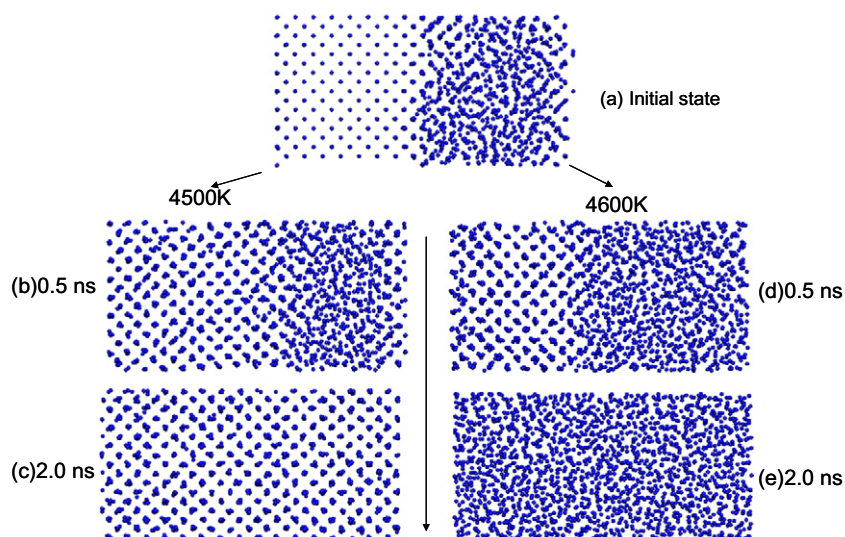 (a) Initial state
4500K
4600K
(b)0.5 ns
(d)0.5 ns
(c)2.0 ns
(e)2.0 ns